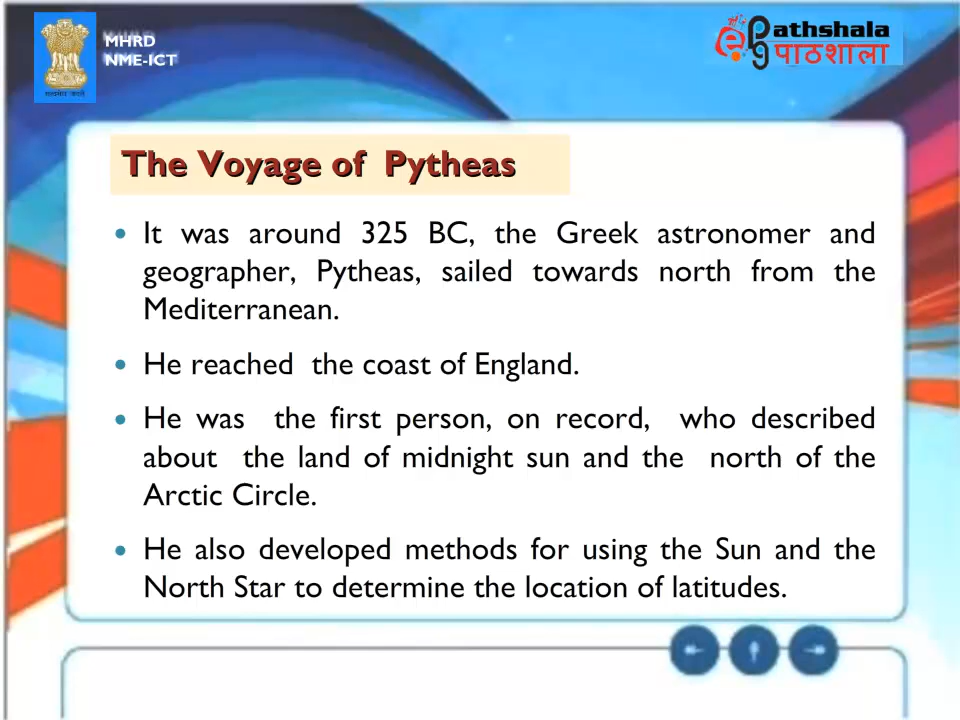 MHRD
NME-ICT
ePathshala
पाठशाला
The Voyage of Pytheas
• It was around 325 BC, the Greek astronomer and
geographer, Pytheas, sailed towards north from the
Mediterranean.
• He reached the coast of England.
• He was the first person, on record, who described
about the land of midnight sun and the north of the
Arctic Circle.
• He also developed methods for using the Sun and the
North Star to determine the location of latitudes.